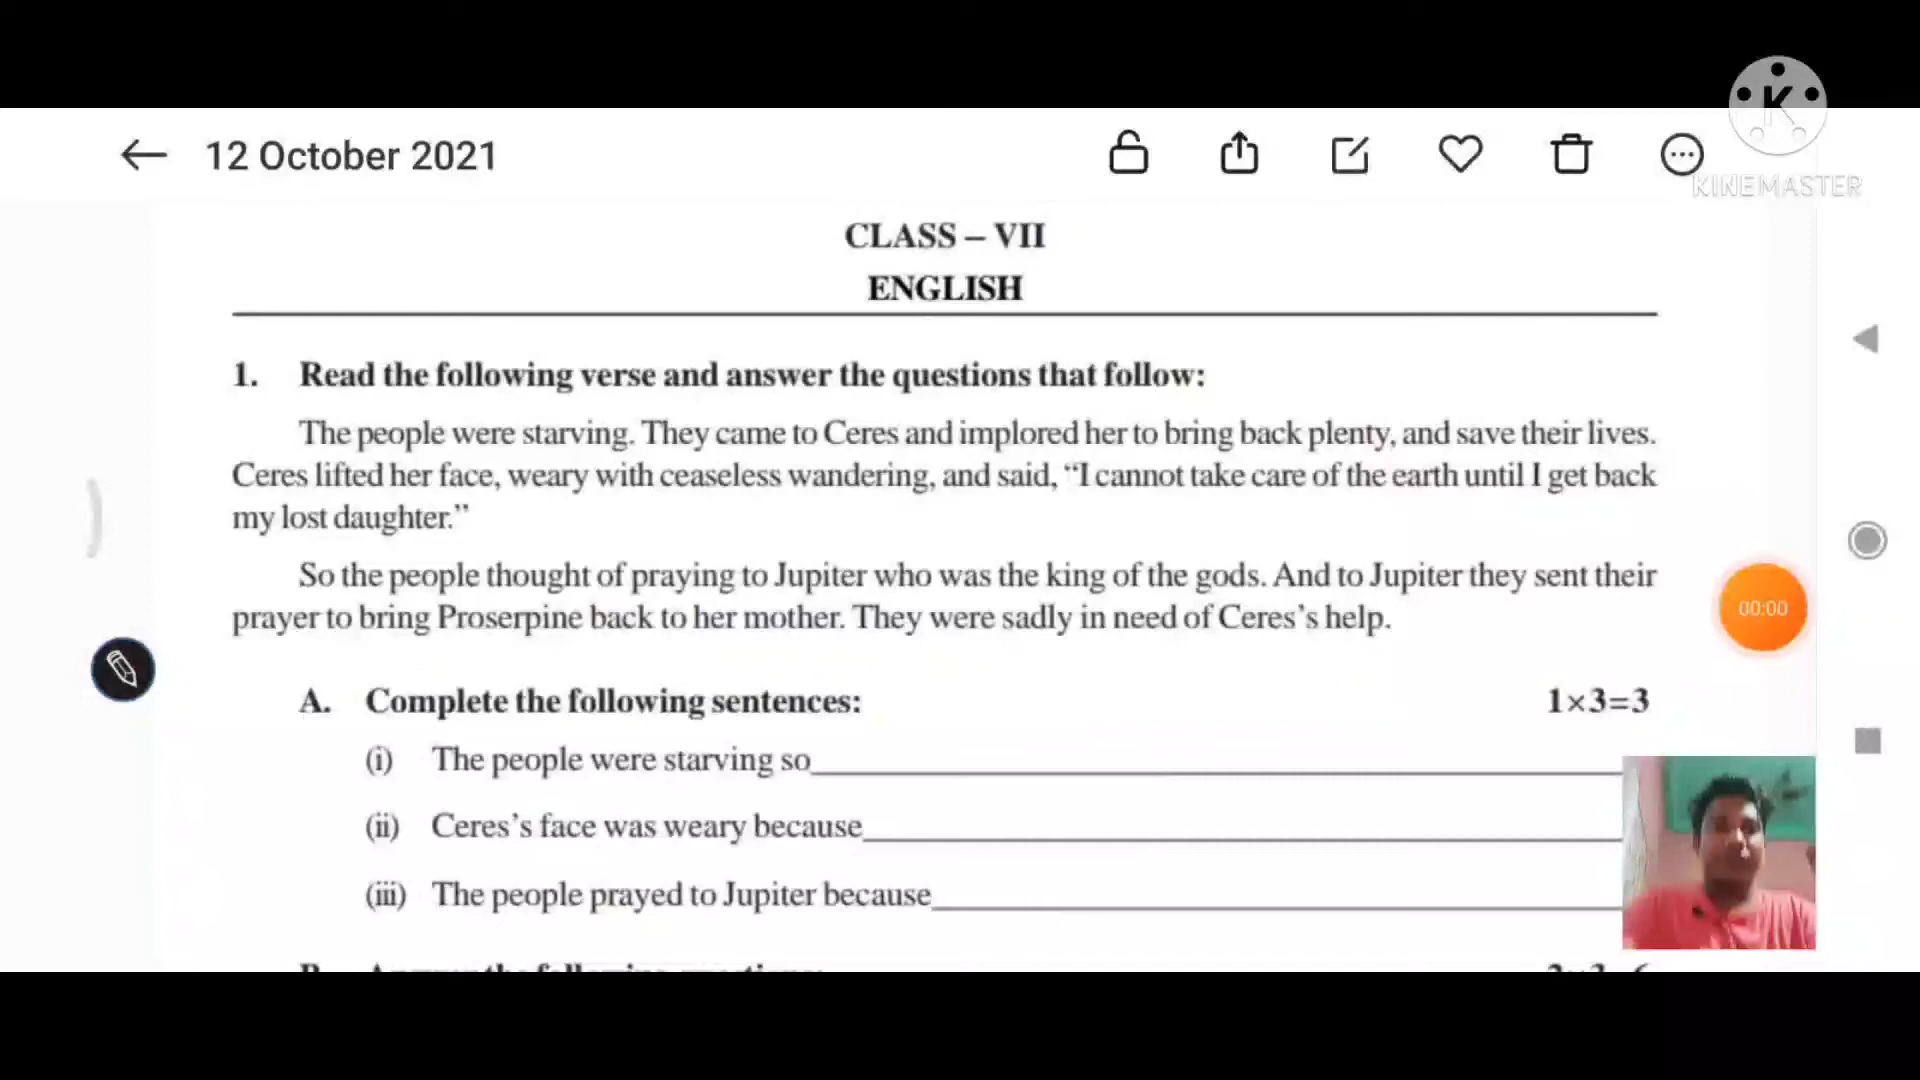 12 October 2021
KINEMASTER
CLASS – VII
ENGLISH
1. Read the following verse and answer the questions that follow:
The people were starving. They came to Ceres and implored her to bring back plenty, and save their lives.
Ceres lifted her face, weary with ceaseless wandering, and said, “I cannot take care of the earth until I get back
my lost daughter.”
So the people thought of praying to Jupiter who was the king of the gods. And to Jupiter they sent their
prayer to bring Proserpine back to her mother. They were sadly in need of Ceres’s help.
00:00
A. Complete the following sentences: 1×3=3
(i) The people were starving so
(ii) Ceres’s face was weary because
(iii) The people prayed to Jupiter because